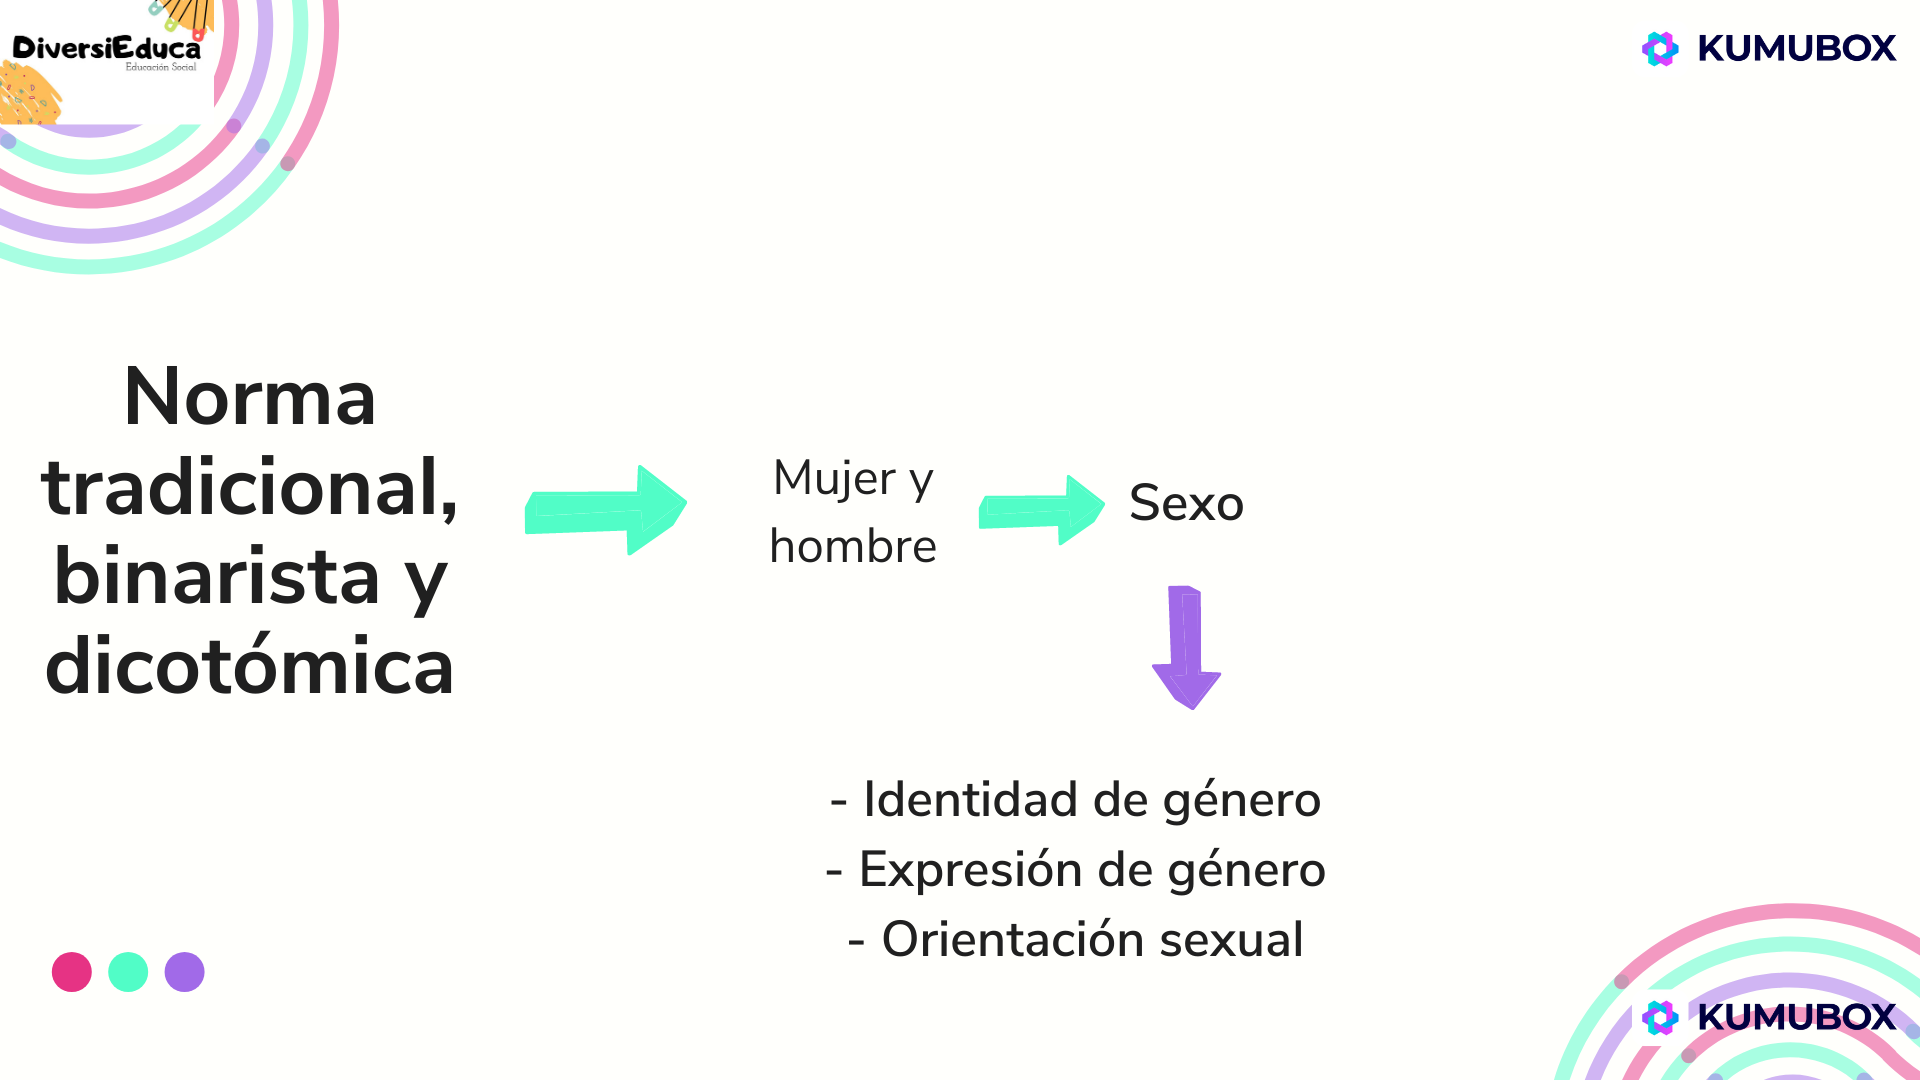 DiversiEduca
Educación Social
KUMUBOX
Norma
tradicional,
binarista y
dicotómica
Mujer y
hombre
Sexo
- Identidad de género
- Expresión de género
- Orientación sexual
KUMUBOX